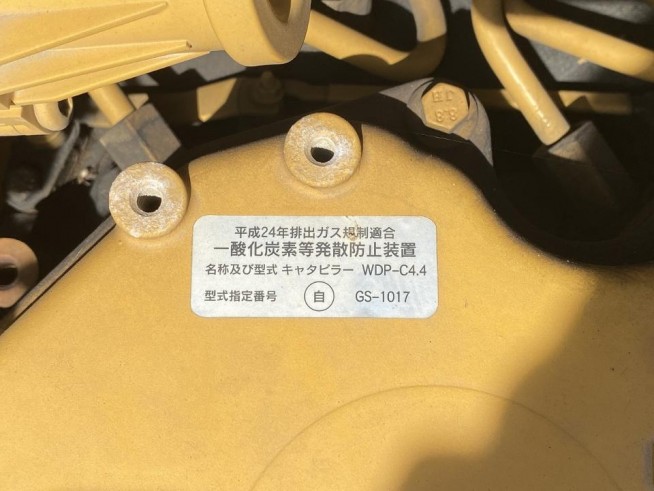 8.8
平成24年排出ガス規制適合
一酸化炭素等発散防止装置
名称及び型式 キャタピラー WDP-C4.4
型式指定番号 自 GS-1017